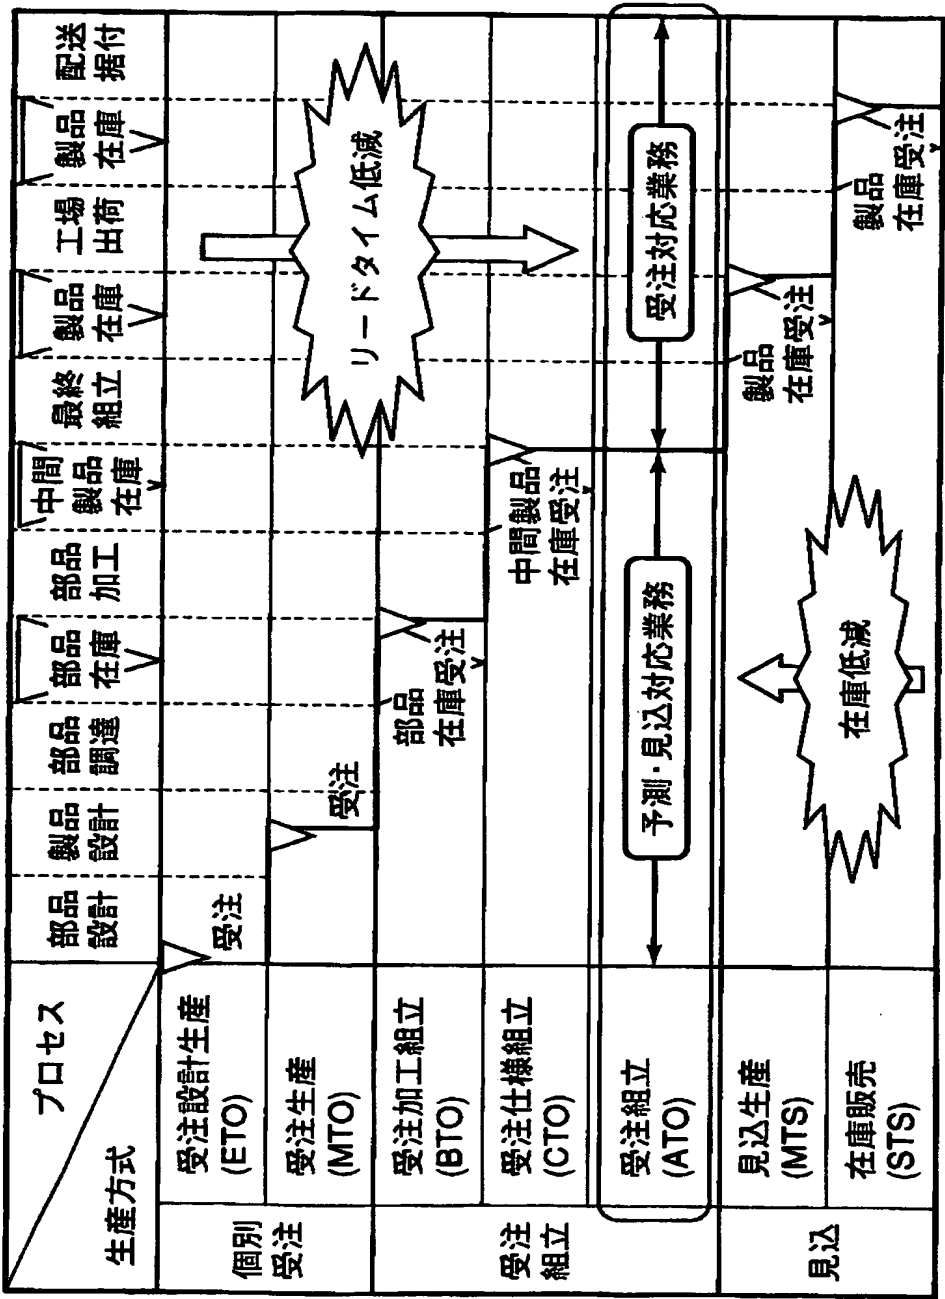 プロセス
生産方式
部品
設計
製品
設計
部品
調達
部品
在庫
部品
加工
中間
製品
在庫
最終
組立
製品
在庫
工場
出荷
製品
在庫
配送
据付
個別
受注
受注設計生産
(ETO)
受注
受注生産
(MTO)
受注
受注
組立
受注加工組立
(BTO)
部品
在庫受注
受注仕様組立
(CTO)
中間製品
在庫受注
受注組立
(ATO)
予測・見込対応業務
受注対応業務
リードタイム低減
見込
見込生産
(MTS)
製品
在庫受注
在庫販売
(STS)
製品
在庫受注
在庫低減